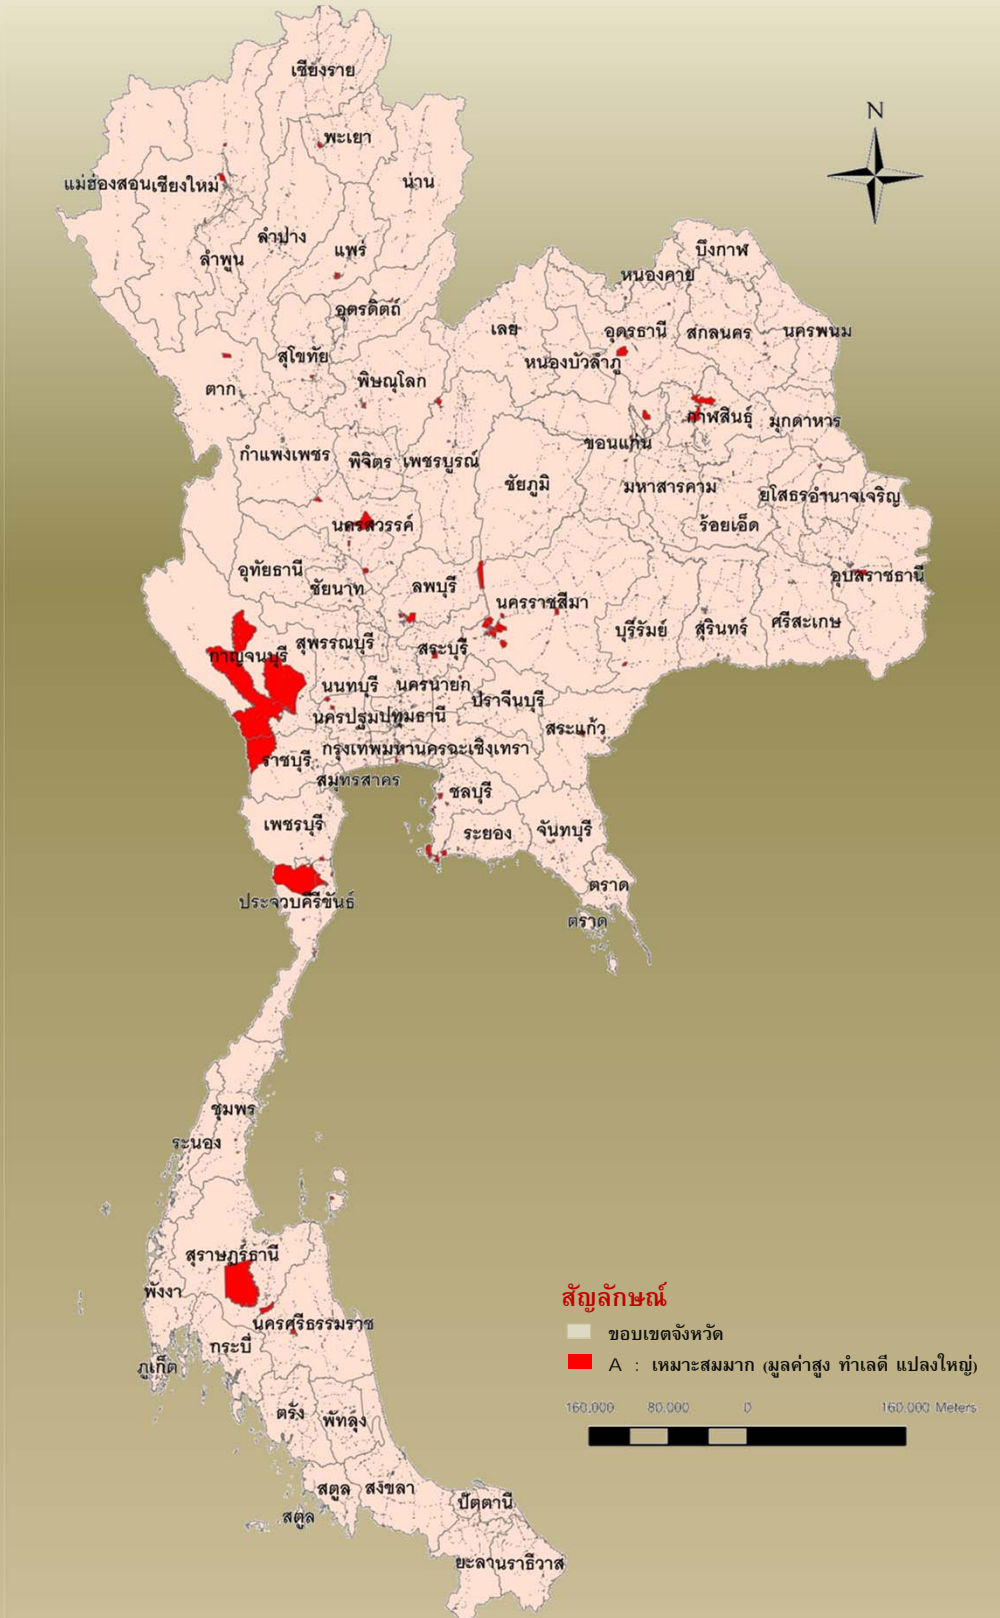 เชียงราย
N
พะเยา
แม่ฮ่องสอน เชียงใหม่
น่าน
ลำปาง
แพร่
ลำพูน
บึงกาฬ
หนองคาย
อุตรดิตถ์
เลย
อุดรธานี
สกลนคร
นครพนม
สุโขทัย
หนองบัวลำภู
ตาก
พิษณุโลก
กาฬสินธุ์
มุกดาหาร
ขอนแก่น
กำแพงเพชร
พิจิตร
เพชรบูรณ์
ชัยภูมิ
มหาสารคาม
ยโสธร
อำนาจเจริญ
นครสวรรค์
ร้อยเอ็ด
อุทัยธานี
ชัยนาท
ลพบุรี
นครราชสีมา
อุบลราชธานี
บุรีรัมย์
สุรินทร์
ศรีสะเกษ
กาญจนบุรี
สุพรรณบุรี
สระบุรี
นนทบุรี
นครนายก
ปราจีนบุรี
นครปฐม
ปทุมธานี
สระแก้ว
ราชบุรี
กรุงเทพมหานคร
ฉะเชิงเทรา
สมุทรสาคร
ชลบุรี
เพชรบุรี
ระยอง
จันทบุรี
ตราด
ประจวบคีรีขันธ์
ตราด
ชุมพร
ระนอง
สุราษฎร์ธานี
พังงา
นครศรีธรรมราช
กระบี่
ภูเก็ต
ตรัง
พัทลุง
สตูล
สงขลา
สตูล
ปัตตานี
ยะลา
นราธิวาส
สัญลักษณ์
ขอบเขตจังหวัด
A : เหมาะสมมาก (มูลค่าสูง ทำเลดี แปลงใหญ่)
160,000 80,000 0 160,000 Meters